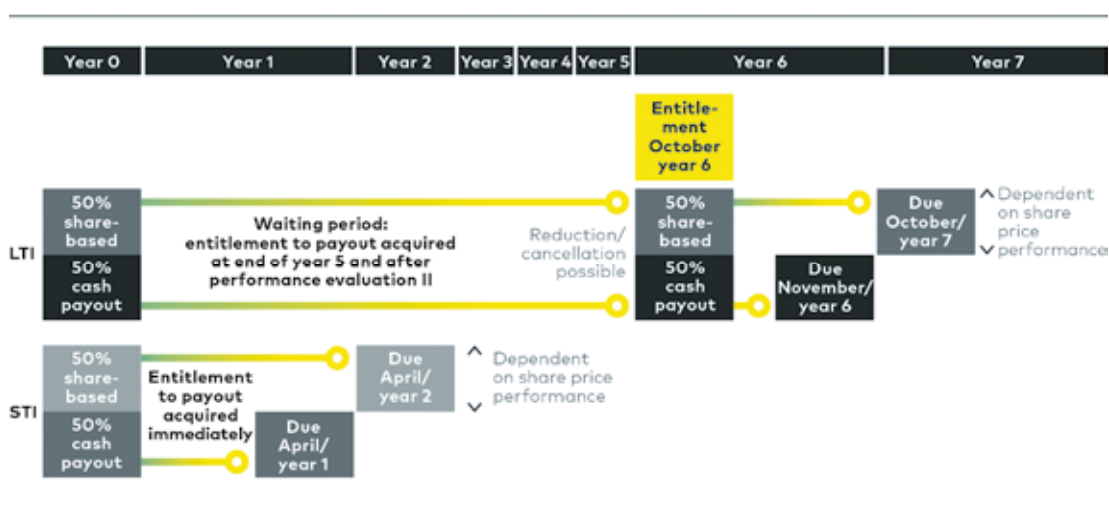 Year 0 Year 1 Year 2 Year 3 Year 4 Year 5 Year 6 Year 7
Entitle-
ment
October
year 6
LTI
50%
share-
based
50%
cash
payout
Waiting period:
entitlement to payout acquired
at end of year 5 and after
performance evaluation II
Reduction/
cancellation
possible
50%
share-
based
50%
cash
payout
Due
November/
year 6
Due
October/
year 7
Dependent
on share
price
performance
STI
50%
share-
based
50%
cash
payout
Entitlement
to payout
acquired
immediately
Due
April/
year 1
Due
April/
year 2
Dependent
on share price
performance